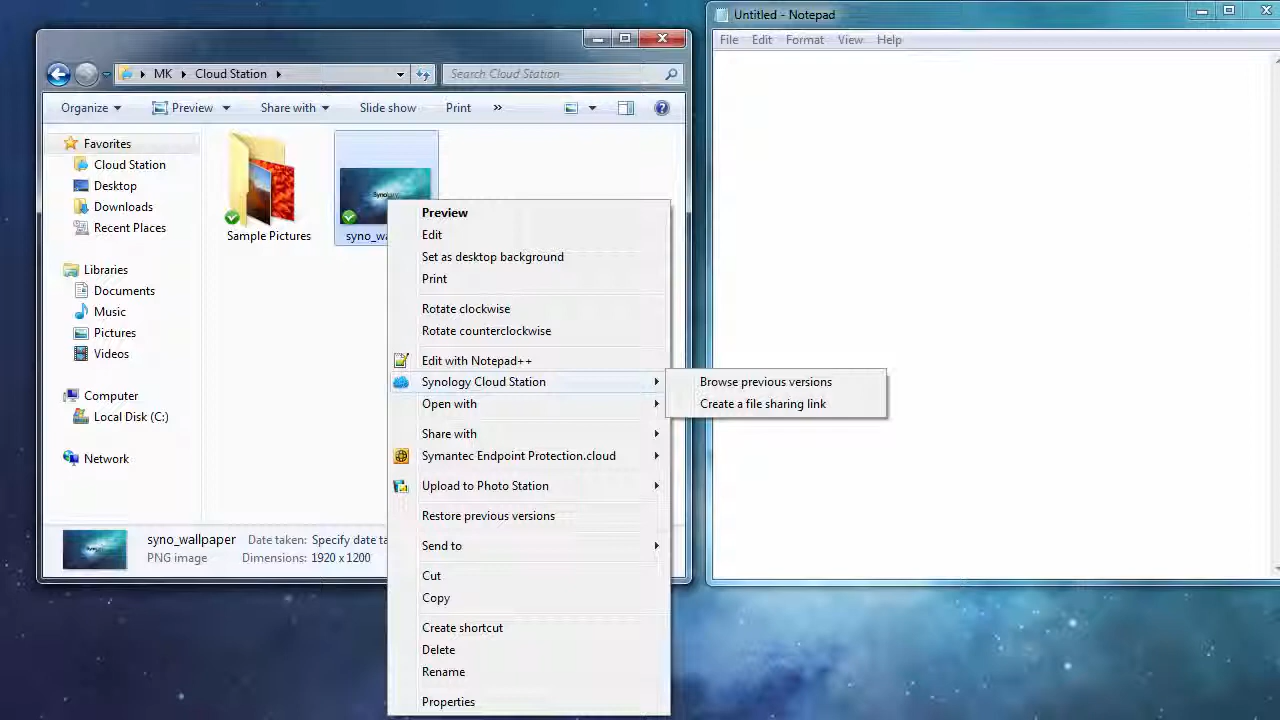 Untitled - Notepad
File Edit Format View Help
MK Cloud Station
Search Cloud Station
Organize Preview Share with Slide show Print »
Favorites
Cloud Station
Desktop
Downloads
Recent Places
Libraries
Documents
Music
Pictures
Videos
Computer
Local Disk (C:)
Network
Sample Pictures
Synology
syno_wa
Preview
Edit
Set as desktop background
Print
Rotate clockwise
Rotate counterclockwise
Edit with Notepad++
Synology Cloud Station
Open with
Share with
Symantec Endpoint Protection.cloud
Upload to Photo Station
Restore previous versions
Send to
Cut
Copy
Create shortcut
Delete
Rename
Properties
Browse previous versions
Create a file sharing link
syno_wallpaper Date taken: Specify date ta
PNG image Dimensions: 1920 x 1200